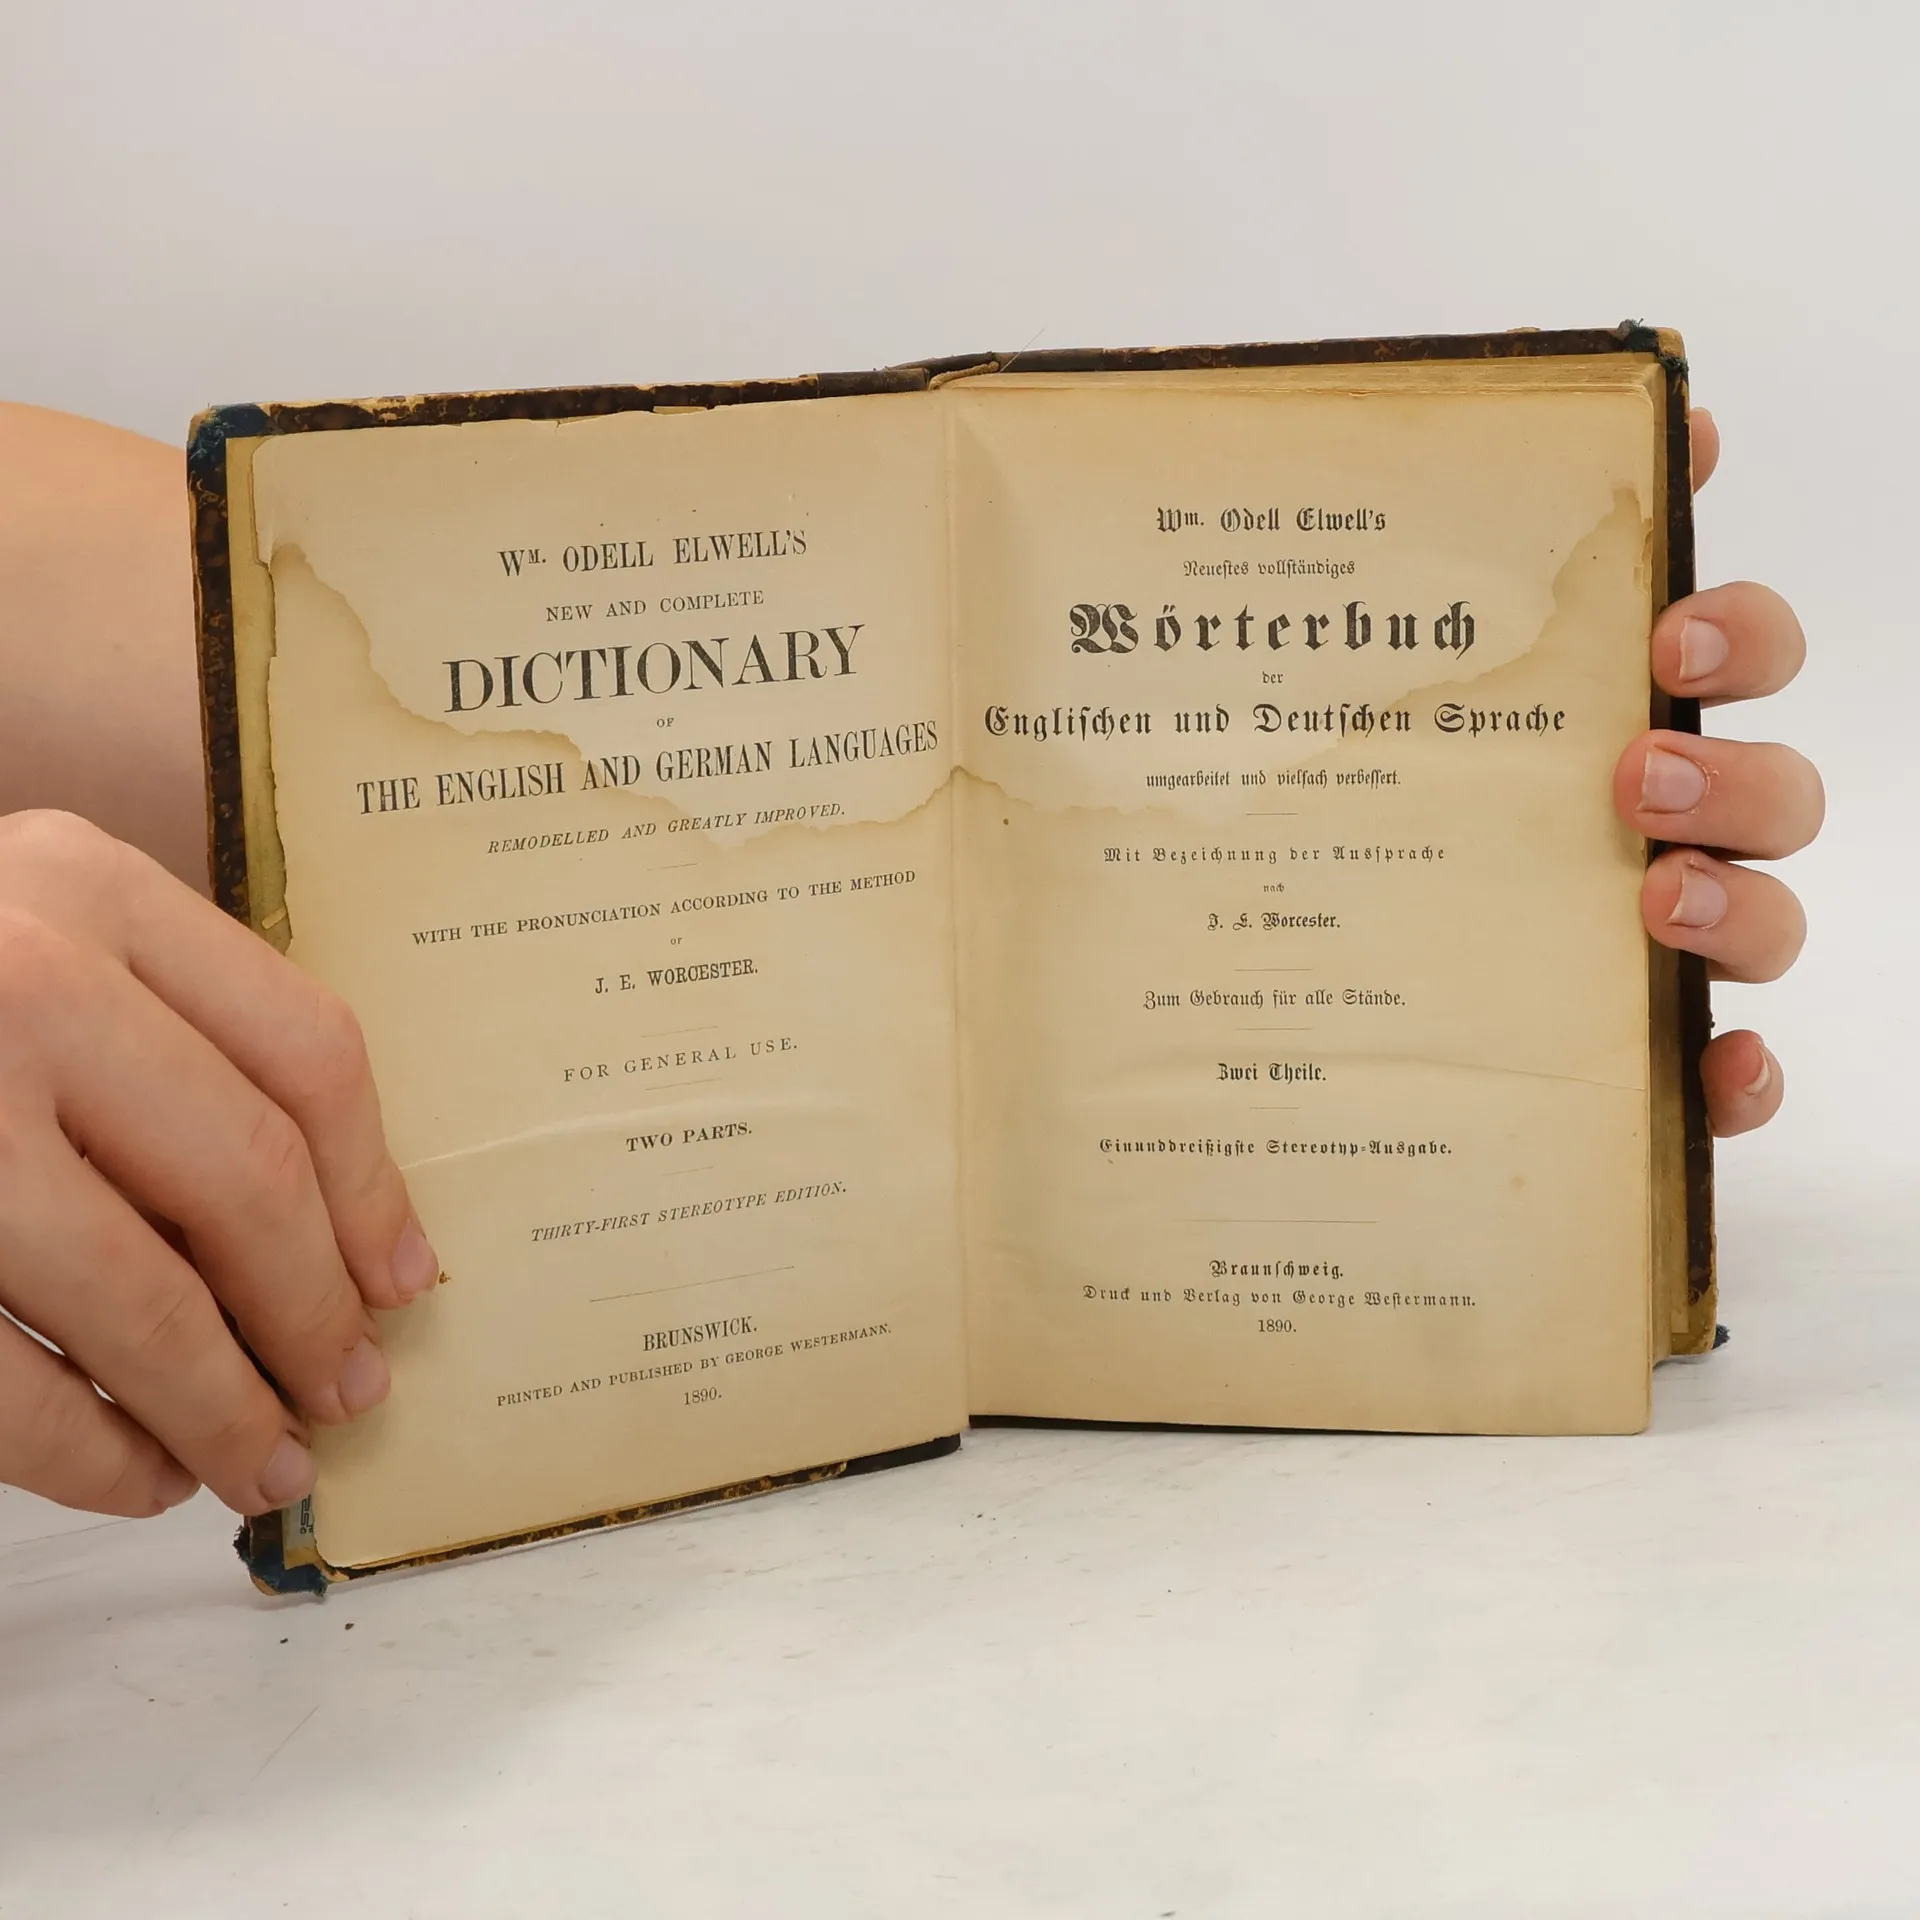 Wm. ODELL ELWELL'S
NEW AND COMPLETE
DICTIONARY
OF
THE ENGLISH AND GERMAN LANGUAGES
REMODELLED AND GREATLY IMPROVED.
WITH THE PRONUNCIATION ACCORDING TO THE METHOD
OF
J. E. WORCESTER.
FOR GENERAL USE.
TWO PARTS.
THIRTY-FIRST STEREOTYPE EDITION.
BRUNSWICK.
PRINTED AND PUBLISHED BY GEORGE WESTERMANN.
1890.
Wm. Odell Elwell's
Neuestes vollständiges
Wörterbuch
der
Englischen und Deutschen Sprache
umgearbeitet und vielfach verbessert.
Mit Bezeichnung der Aussprache
nach
J. E. Worcester.
Zum Gebrauch für alle Stände.
Zwei Theile.
Einunddreißigste Stereotyp-Ausgabe.
Braunschweig.
Druck und Verlag von George Westermann.
1890.